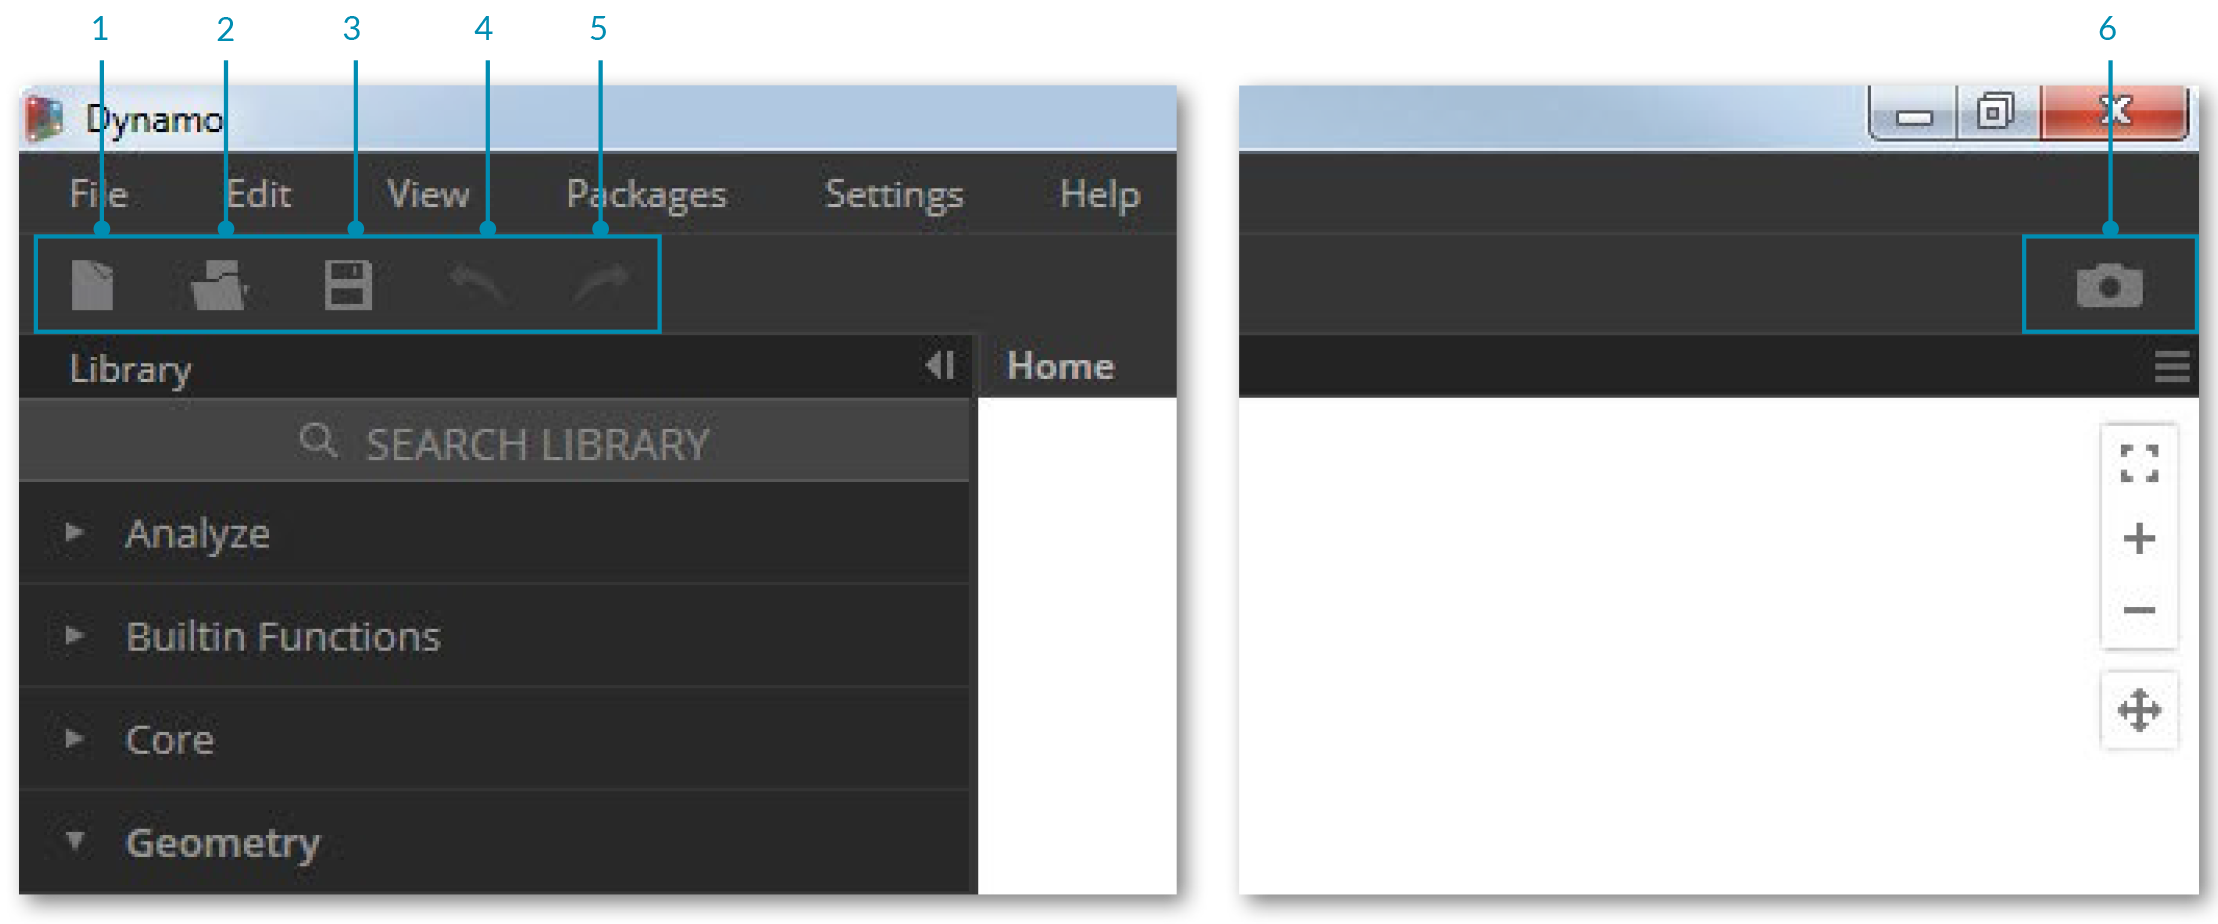 1 2 3 4 5 6
Dynamo
File Edit View Packages Settings Help
Library Home
SEARCH LIBRARY
Analyze
Builtin Functions
Core
Geometry